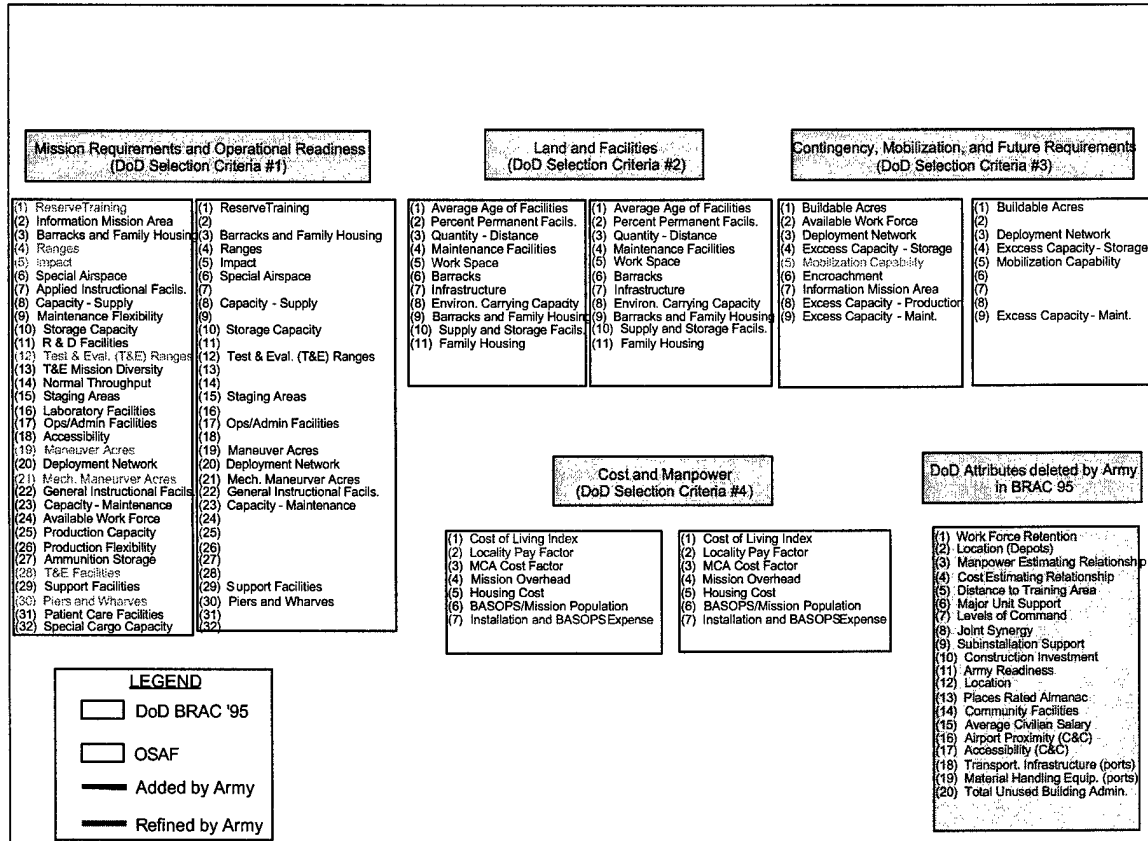 Mission Requirements and Operational Readiness
(DoD Selection Criteria #1)
(1) ReserveTraining
(2) Information Mission Area
(3) Barracks and Family Housing
(4) Ranges
(5) Impact
(6) Special Airspace
(7) Applied Instructional Facils.
(8) Capacity - Supply
(9) Maintenance Flexibility
(10) Storage Capacity
(11) R & D Facilities
(12) Test & Eval. (T&E) Ranges
(13) T&E Mission Diversity
(14) Normal Throughput
(15) Staging Areas
(16) Laboratory Facilities
(17) Ops/Admin Facilities
(18) Accessibility
(19) Maneuver Acres
(20) Deployment Network
(21) Mech. Maneurver Acres
(22) General Instructional Facils.
(23) Capacity - Maintenance
(24) Available Work Force
(25) Production Capacity
(26) Production Flexibility
(27) Ammunition Storage
(28) T&E Facilities
(29) Support Facilities
(30) Piers and Wharves
(31) Patient Care Facilities
(32) Special Cargo Capacity
(1) ReserveTraining
(2)
(3) Barracks and Family Housing
(4) Ranges
(5) Impact
(6) Special Airspace
(7)
(8) Capacity - Supply
(9)
(10) Storage Capacity
(11)
(12) Test & Eval. (T&E) Ranges
(13)
(14)
(15) Staging Areas
(16)
(17) Ops/Admin Facilities
(18)
(19) Maneuver Acres
(20) Deployment Network
(21) Mech. Maneurver Acres
(22) General Instructional Facils.
(23) Capacity - Maintenance
(24)
(25)
(26)
(27)
(28)
(29) Support Facilities
(30) Piers and Wharves
(31)
(32)
Land and Facilities
(DoD Selection Criteria #2)
(1) Average Age of Facilities
(2) Percent Permanent Facils.
(3) Quantity - Distance
(4) Maintenance Facilities
(5) Work Space
(6) Barracks
(7) Infrastructure
(8) Environ. Carrying Capacity
(9) Barracks and Family Housing
(10) Supply and Storage Facils.
(11) Family Housing
(1) Average Age of Facilities
(2) Percent Permanent Facils.
(3) Quantity - Distance
(4) Maintenance Facilities
(5) Work Space
(6) Barracks
(7) Infrastructure
(8) Environ. Carrying Capacity
(9) Barracks and Family Housing
(10) Supply and Storage Facils.
(11) Family Housing
Contingency, Mobilization, and Future Requirements
(DoD Selection Criteria #3)
(1) Buildable Acres
(2) Available Work Force
(3) Deployment Network
(4) Exccess Capacity - Storage
(5) Mobilization Capability
(6) Encroachment
(7) Information Mission Area
(8) Excess Capacity - Production
(9) Excess Capacity - Maint.
(1) Buildable Acres
(2)
(3) Deployment Network
(4) Exccess Capacity - Storage
(5) Mobilization Capability
(6)
(7)
(8)
(9) Excess Capacity - Maint.
Cost and Manpower
(DoD Selection Criteria #4)
(1) Cost of Living Index
(2) Locality Pay Factor
(3) MCA Cost Factor
(4) Mission Overhead
(5) Housing Cost
(6) BASOPS/Mission Population
(7) Installation and BASOPSExpense
(1) Cost of Living Index
(2) Locality Pay Factor
(3) MCA Cost Factor
(4) Mission Overhead
(5) Housing Cost
(6) BASOPS/Mission Population
(7) Installation and BASOPSExpense
DoD Attributes deleted by Army
in BRAC 95
(1) Work Force Retention
(2) Location (Depots)
(3) Manpower Estimating Relationship
(4) Cost Estimating Relationship
(5) Distance to Training Area
(6) Major Unit Support
(7) Levels of Command
(8) Joint Synergy
(9) Subinstallation Support
(10) Construction Investment
(11) Army Readiness
(12) Location
(13) Places Rated Almanac
(14) Community Facilities
(15) Average Civilian Salary
(16) Airport Proximity (C&C)
(17) Accessibility (C&C)
(18) Transport. Infrastructure (ports)
(19) Material Handling Equip. (ports)
(20) Total Unused Building Admin.
LEGEND
DoD BRAC '95
OSAF
Added by Army
Refined by Army